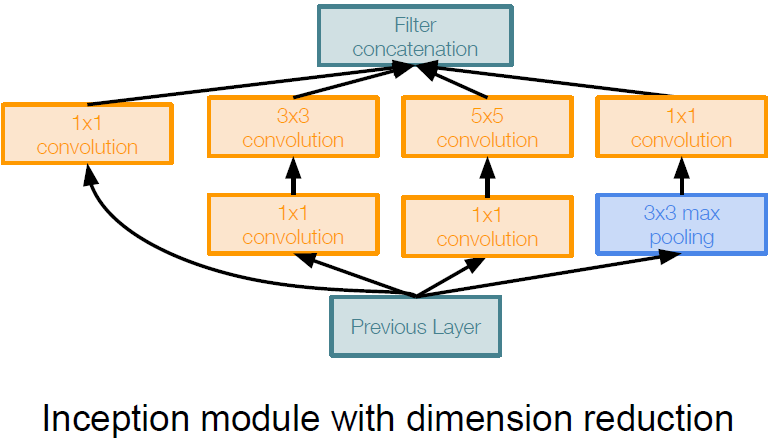 Filter
concatenation
1x1
convolution
3x3
convolution
5x5
convolution
1x1
convolution
1x1
convolution
1x1
convolution
3x3 max
pooling
Previous Layer
Inception module with dimension reduction